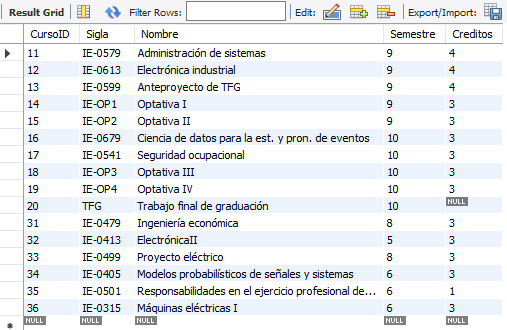 Result Grid Filter Rows: Edit: Export/Import:
CursoID Sigla Nombre Semestre Creditos
11 IE-0579 Administración de sistemas 9 4
12 IE-0613 Electrónica industrial 9 4
13 IE-0599 Anteproyecto de TFG 9 4
14 IE-OP1 Optativa I 9 3
15 IE-OP2 Optativa II 9 3
16 IE-0679 Ciencia de datos para la est. y pron. de eventos 10 3
17 IE-0541 Seguridad ocupacional 10 3
18 IE-OP3 Optativa III 10 3
19 IE-OP4 Optativa IV 10 3
20 TFG Trabajo final de graduación 10 NULL
31 IE-0479 Ingeniería económica 8 3
32 IE-0413 ElectrónicaII 5 3
33 IE-0499 Proyecto eléctrico 8 3
34 IE-0405 Modelos probabilísticos de señales y sistemas 6 3
35 IE-0501 Responsabilidades en el ejercicio profesional de... 6 1
36 IE-0315 Máquinas eléctricas I 6 3
NULL NULL NULL NULL NULL